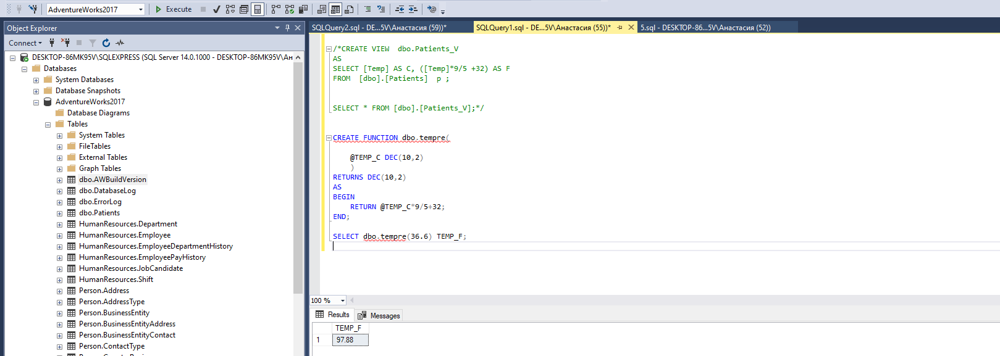 AdventureWorks2017
Execute
Object Explorer
Connect
DESKTOP-86MK95V\SQLEXPRESS (SQL Server 14.0.1000 - DESKTOP-86MK95V\Ан
Databases
System Databases
Database Snapshots
AdventureWorks2017
Database Diagrams
Tables
System Tables
FileTables
External Tables
Graph Tables
dbo.AWBuildVersion
dbo.DatabaseLog
dbo.ErrorLog
dbo.Patients
HumanResources.Department
HumanResources.Employee
HumanResources.EmployeeDepartmentHistory
HumanResources.EmployeePayHistory
HumanResources.JobCandidate
HumanResources.Shift
Person.Address
Person.AddressType
Person.BusinessEntity
Person.BusinessEntityAddress
Person.BusinessEntityContact
Person.ContactType
SQLQuery2.sql - DE...5V\Анастасия (59))*
SQLQuery1.sql - DE...5V\Анастасия (55))*
5.sql - DESKTOP-86...5V\Анастасия (52))
/*CREATE VIEW  dbo.Patients_V
AS
SELECT [Temp] AS C, ([Temp]*9/5 +32) AS F
FROM  [dbo].[Patients]  p ;
SELECT * FROM [dbo].[Patients_V];*/
CREATE FUNCTION dbo.tempre(
@TEMP_C DEC(10,2)
)
RETURNS DEC(10,2)
AS
BEGIN
RETURN @TEMP_C*9/5+32;
END;
SELECT dbo.tempre(36.6) TEMP_F;
100 %
Results
Messages
TEMP_F
1 97.88